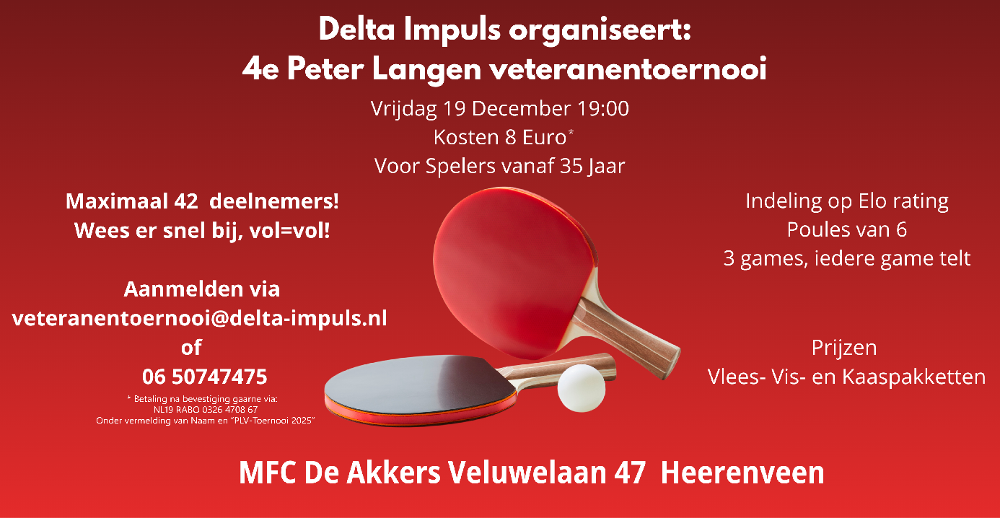 Delta Impuls organiseert:
4e Peter Langen veteranentoernooi
Vrijdag 19 December 19:00
Kosten 8 Euro*
Voor Spelers vanaf 35 Jaar
Maximaal 42 deelnemers!
Wees er snel bij, vol=vol!
Aanmelden via
veteranentoernooi@delta-impuls.nl
of
06 50747475
* Betaling na bevestiging gaarne via:
NL19 RABO 0326 4708 67
Onder vermelding van Naam en “PLV-Toernooi 2025”
Indeling op Elo rating
Poules van 6
3 games, iedere game telt
Prijzen
Vlees- Vis- en Kaaspakketten
MFC De Akkers Veluwelaan 47 Heerenveen